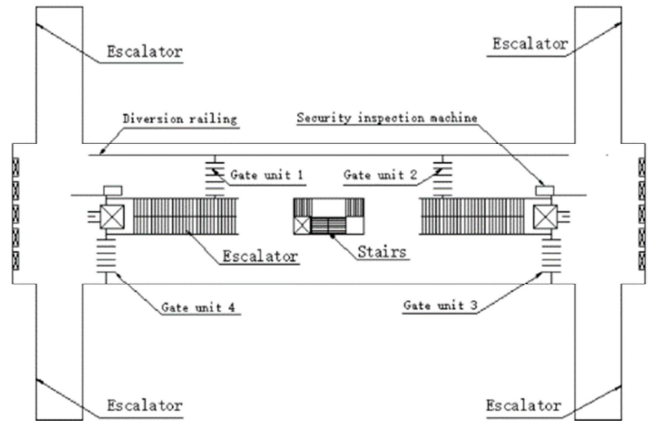 Escalator
Escalator
Diversion railing
Security inspection machine
Gate unit 1
Gate unit 2
Escalator
Stairs
Gate unit 4
Gate unit 3
Escalator
Escalator